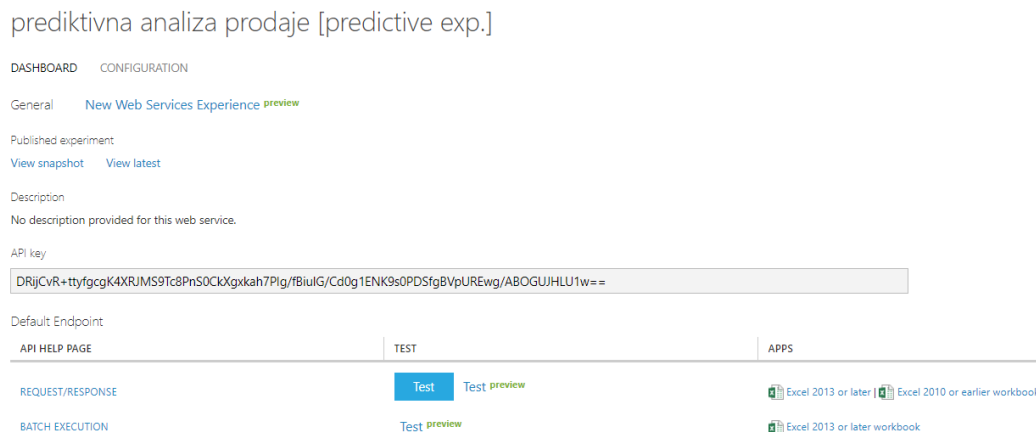 prediktivna analiza prodaje [predictive exp.]
DASHBOARD CONFIGURATION
General New Web Services Experience preview
Published experiment
View snapshot View latest
Description
No description provided for this web service.
API key
DRijCvR+ttyfgcgK4XRJMS9Tc8PnS0CkXgxkah7PIg/fBiuIG/Cd0g1ENK9s0PDSfgBVpUREwg/ABOGUJHLU1w==
Default Endpoint
API HELP PAGE TEST APPS
REQUEST/RESPONSE Test Test preview Excel 2013 or later | Excel 2010 or earlier workbook
BATCH EXECUTION Test preview Excel 2013 or later workbook